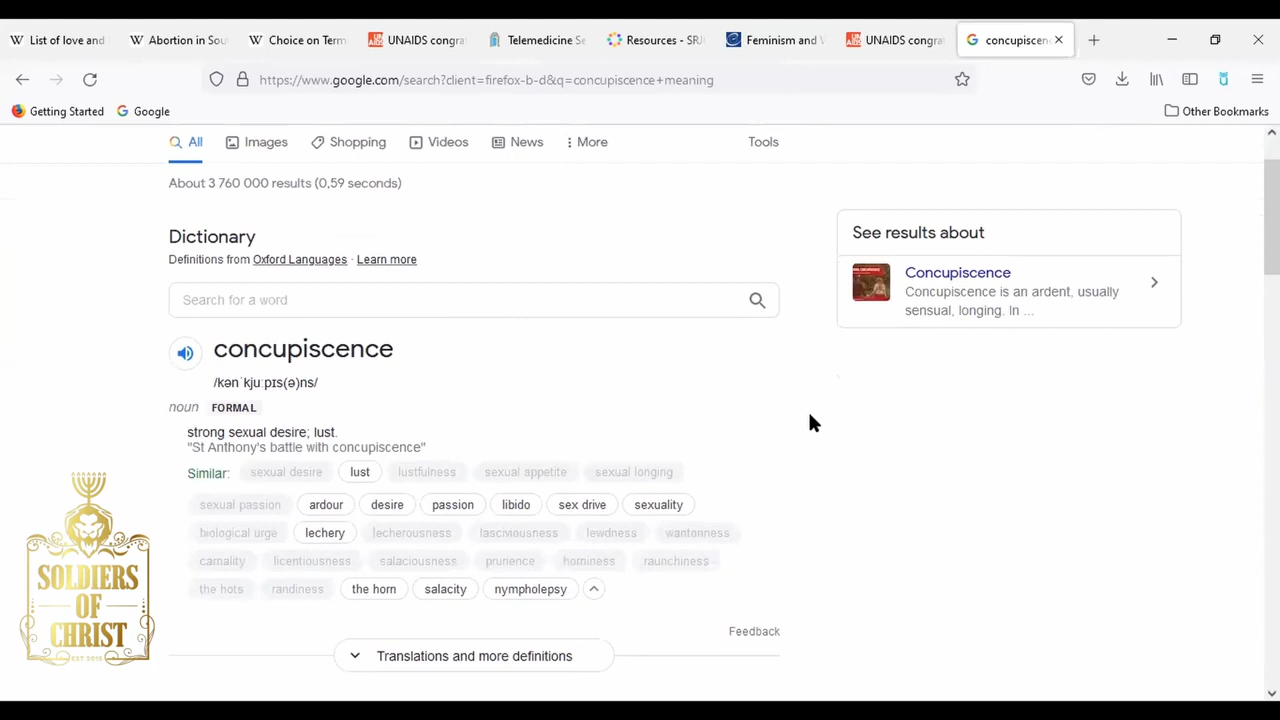 List of love and
Abortion in Sou
Choice on Term
UNAIDS congra
Telemedicine Se
Resources - SRJ
Feminism and V
UNAIDS congra
concupiscenc
https://www.google.com/search?client=firefox-b-d&q=concupiscence+meaning
Getting Started
Google
Other Bookmarks
All
Images
Shopping
Videos
News
More
Tools
About 3 760 000 results (0,59 seconds)
Dictionary
Definitions from Oxford Languages · Learn more
Search for a word
concupiscence
/kənˈkjuːpɪs(ə)ns/
noun FORMAL
strong sexual desire; lust.
"St Anthony's battle with concupiscence"
Similar: sexual desire lust lustfulness sexual appetite sexual longing
sexual passion ardour desire passion libido sex drive sexuality
biological urge lechery lecherousness lasciviousness lewdness wantonness
carnality licentiousness salaciousness prurience horniness raunchiness
the hots randiness the horn salacity nympholepsy
Feedback
Translations and more definitions
See results about
Concupiscence
Concupiscence is an ardent, usually
sensual, longing. In ...
SOLDIERS
OF
CHRIST
EST 2015